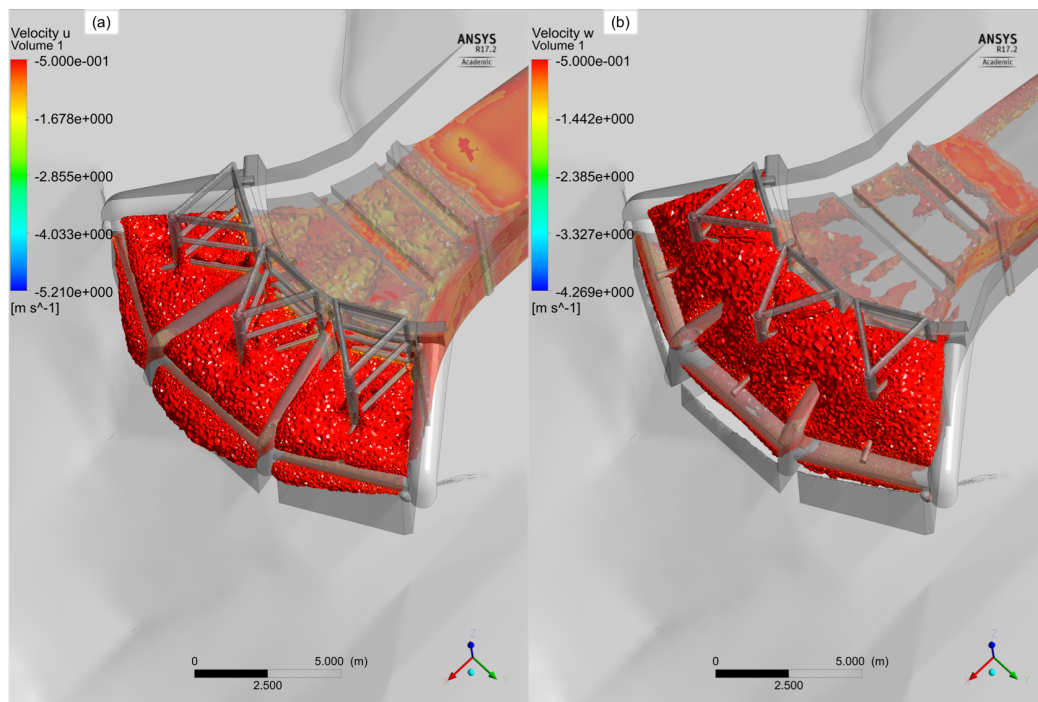 (a)
Velocity u
Volume 1
-5.000e-001
-1.678e+000
-2.855e+000
-4.033e+000
-5.210e+000
[m s^-1]
ANSYS
R17.2
Academic
0
5.000
(m)
2.500
Z
X
Y
(b)
Velocity w
Volume 1
-5.000e-001
-1.442e+000
-2.385e+000
-3.327e+000
-4.269e+000
[m s^-1]
ANSYS
R17.2
Academic
0
5.000
(m)
2.500
Z
X
Y